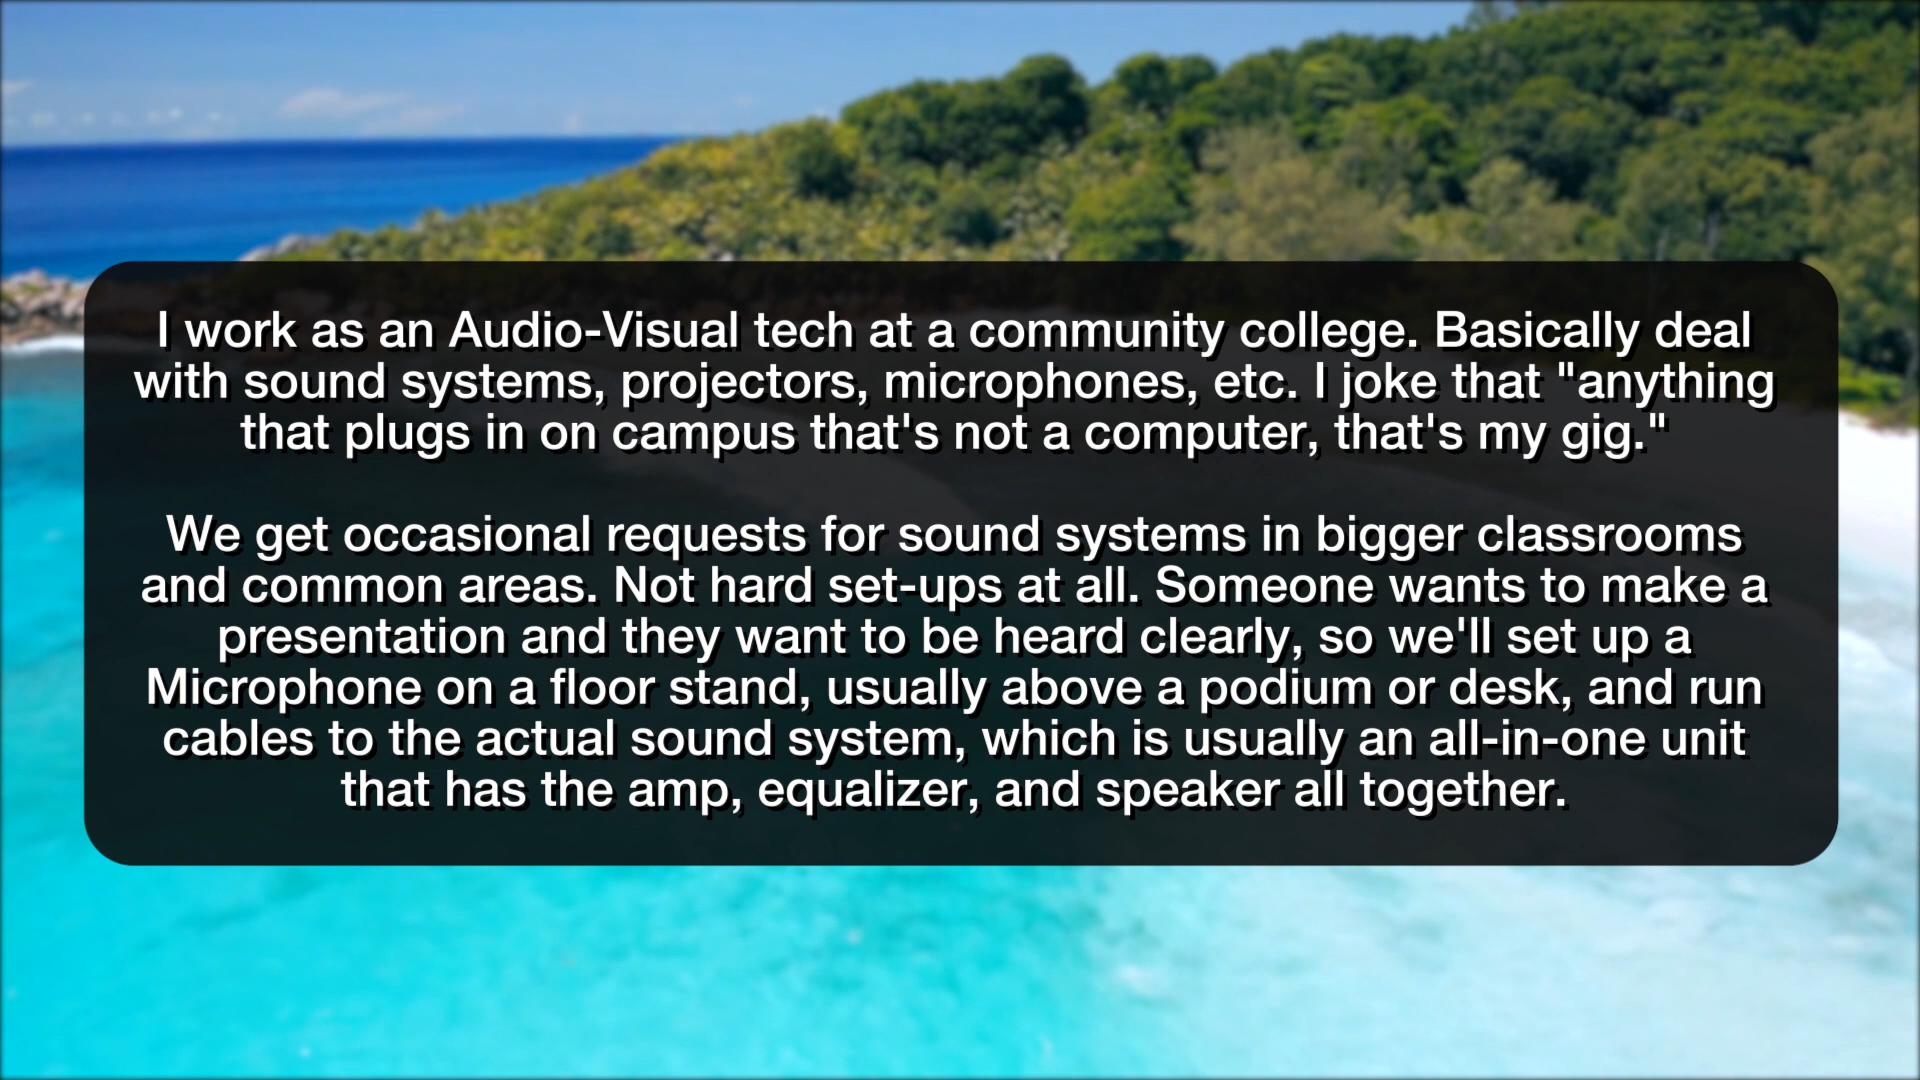 I work as an Audio-Visual tech at a community college. Basically deal
with sound systems, projectors, microphones, etc. I joke that "anything
that plugs in on campus that's not a computer, that's my gig."
We get occasional requests for sound systems in bigger classrooms
and common areas. Not hard set-ups at all. Someone wants to make a
presentation and they want to be heard clearly, so we'll set up a
Microphone on a floor stand, usually above a podium or desk, and run
cables to the actual sound system, which is usually an all-in-one unit
that has the amp, equalizer, and speaker all together.